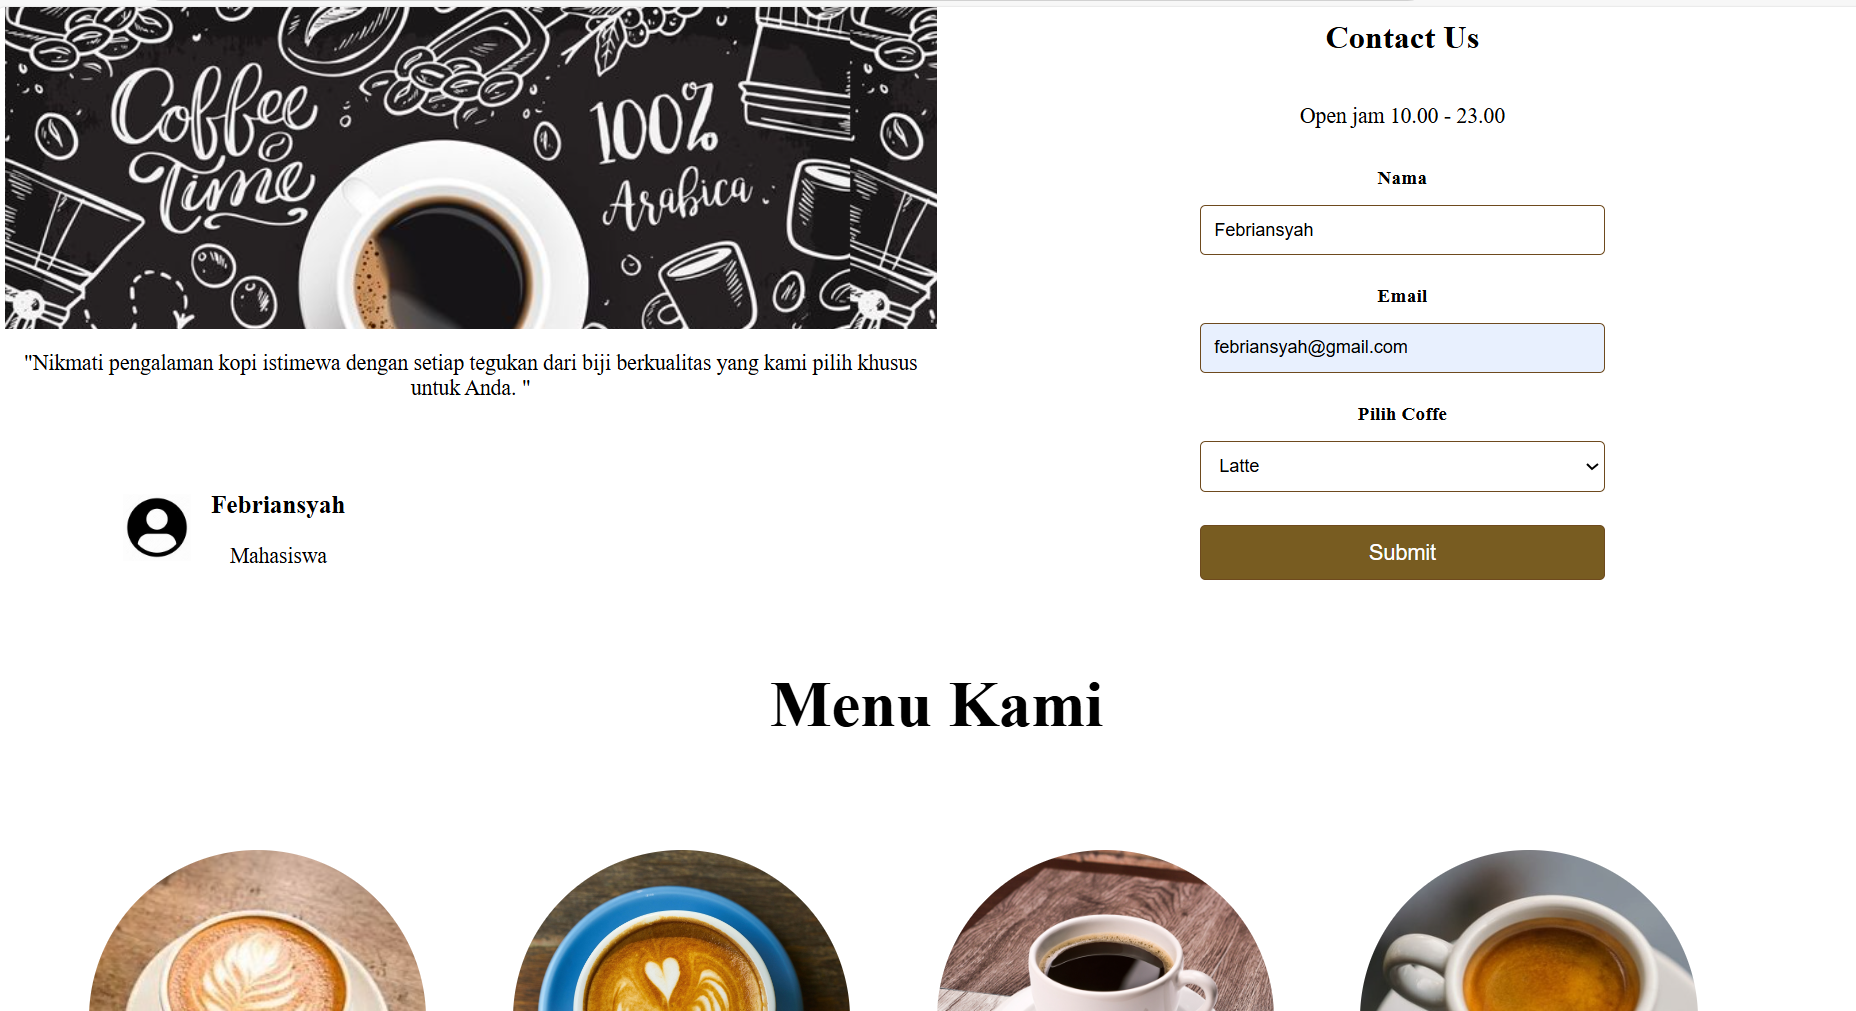 Coffee
Time
100%
Arabica
"Nikmati pengalaman kopi istimewa dengan setiap tegukan dari biji berkualitas yang kami pilih khusus
untuk Anda. "
Febriansyah
Mahasiswa
Contact Us
Open jam 10.00 - 23.00
Nama
Febriansyah
Email
febriansyah@gmail.com
Pilih Coffe
Latte
Submit
Menu Kami